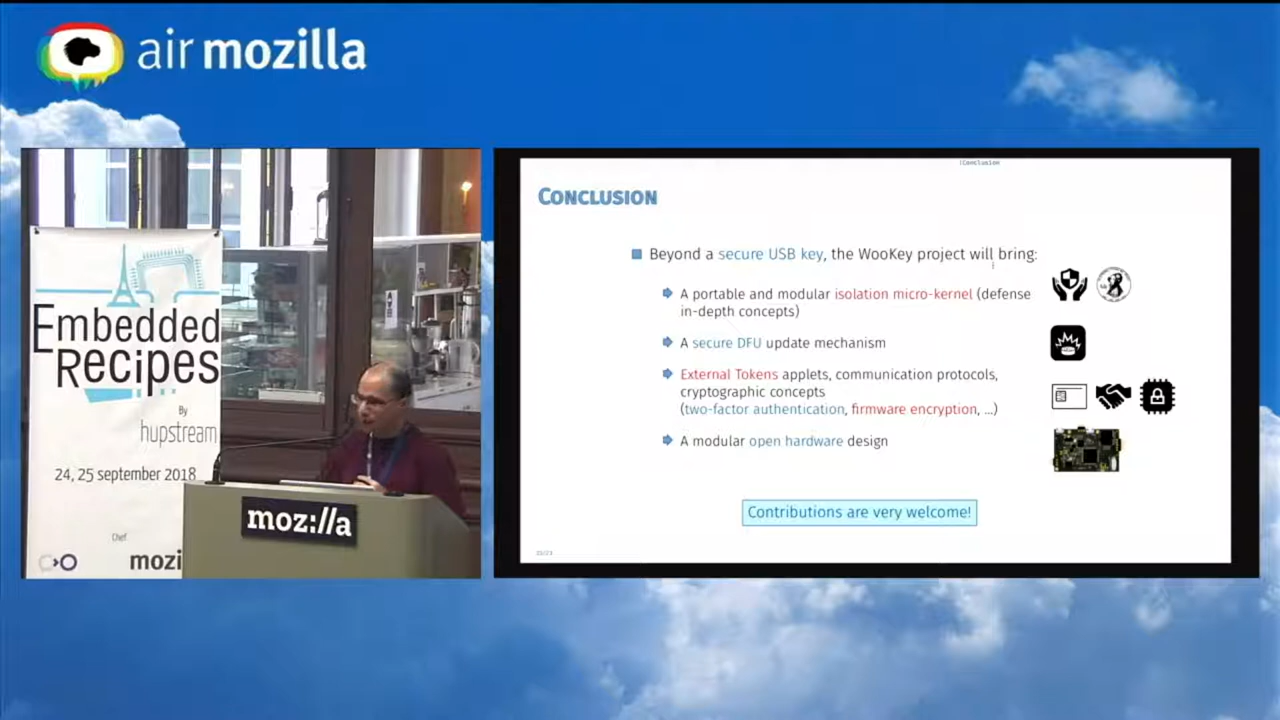 air mozilla
Embedded
Recipes
By
hupstream
24, 25 september 2018
Chef
mozi
moz://a
Conclusion
Conclusion
Beyond a secure USB key, the WooKey project will bring:
A portable and modular isolation micro-kernel (defense
in-depth concepts)
A secure DFU update mechanism
External Tokens applets, communication protocols,
cryptographic concepts
(two-factor authentication, firmware encryption, ...)
A modular open hardware design
Contributions are very welcome!